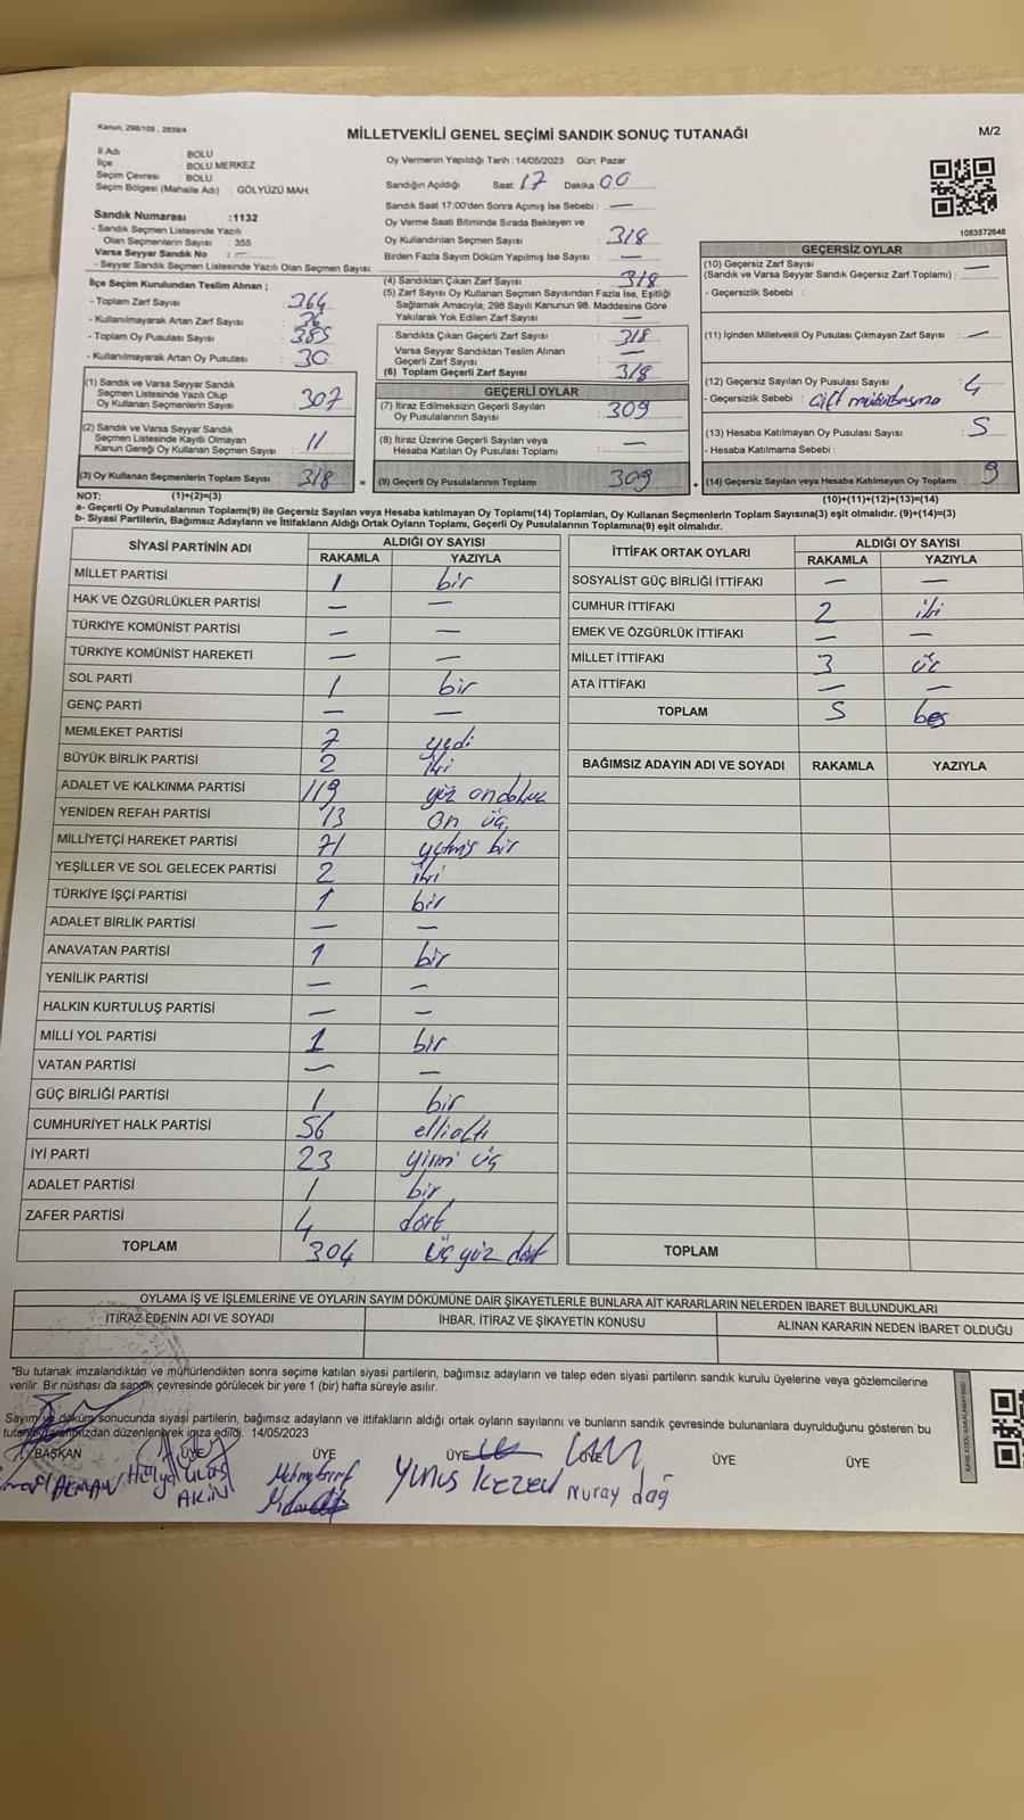 Kanun, 298/109 , 2839/4
MİLLETVEKİLİ GENEL SEÇİMİ SANDIK SONUÇ TUTANAĞI
M/2
İl Adı BOLU
İlçe BOLU MERKEZ
Seçim Çevresi BOLU
Seçim Bölgesi (Mahalle Adı) GÖLYÜZÜ MAH.
Sandık Numarası :1132
- Sandık Seçmen Listesinde Yazılı
Olan Seçmenlerin Sayısı : 355
Varsa Seyyar Sandık No : —
- Seyyar Sandık Seçmen Listesinde Yazılı Olan Seçmen Sayısı
İlçe Seçim Kurulundan Teslim Alınan ;
- Toplam Zarf Sayısı 364
- Kullanılmayarak Artan Zarf Sayısı
- Toplam Oy Pusulası Sayısı 385
- Kullanılmayarak Artan Oy Pusulası 30
(1) Sandık ve Varsa Seyyar Sandık
Seçmen Listesinde Yazılı Olup
Oy Kullanan Seçmenlerin Sayısı 307
(2) Sandık ve Varsa Seyyar Sandık
Seçmen Listesinde Kayıtlı Olmayan
Kanun Gereği Oy Kullanan Seçmen Sayısı 11
(3) Oy Kullanan Seçmenlerin Toplam Sayısı 318
Oy Vermenin Yapıldığı Tarih :14/05/2023 Gün: Pazar
Sandığın Açıldığı Saat: 17 Dakika 00
Sandık Saat 17:00'den Sonra Açılmış İse Sebebi : —
Oy Verme Saati Bitiminde Sırada Bekleyen ve
Oy Kullandırılan Seçmen Sayısı 318
Birden Fazla Sayım Döküm Yapılmış İse Sayısı —
(4) Sandıktan Çıkan Zarf Sayısı 318
(5) Zarf Sayısı Oy Kullanan Seçmen Sayısından Fazla İse, Eşitliği
Sağlamak Amacıyla; 298 Sayılı Kanunun 98. Maddesine Göre
Yakılarak Yok Edilen Zarf Sayısı —
Sandıkta Çıkan Geçerli Zarf Sayısı 318
Varsa Seyyar Sandıktan Teslim Alınan
Geçerli Zarf Sayısı —
(6) Toplam Geçerli Zarf Sayısı 318
GEÇERLİ OYLAR
(7) İtiraz Edilmeksizin Geçerli Sayılan
Oy Pusulalarının Sayısı 309
(8) İtiraz Üzerine Geçerli Sayılan veya
Hesaba Katılan Oy Pusulası Toplamı —
= (9) Geçerli Oy Pusulalarının Toplamı 309
1083572648
GEÇERSİZ OYLAR
(10) Geçersiz Zarf Sayısı —
(Sandık ve Varsa Seyyar Sandık Geçersiz Zarf Toplamı) :
- Geçersizlik Sebebi :
(11) İçinden Milletvekili Oy Pusulası Çıkmayan Zarf Sayısı —
(12) Geçersiz Sayılan Oy Pusulası Sayısı 4
- Geçersizlik Sebebi :
(13) Hesaba Katılmayan Oy Pusulası Sayısı 5
- Hesaba Katılmama Sebebi :
+ (14) Geçersiz Sayılan veya Hesaba Katılmayan Oy Toplamı 9
NOT: (1)+(2)=(3)
(10)+(11)+(12)+(13)=(14)
a- Geçerli Oy Pusulalarının Toplamı(9) ile Geçersiz Sayılan veya Hesaba katılmayan Oy Toplamı(14) Toplamları, Oy Kullanan Seçmenlerin Toplam Sayısına(3) eşit olmalıdır. (9)+(14)=(3)
b- Siyasi Partilerin, Bağımsız Adayların ve İttifakların Aldığı Ortak Oyların Toplamı, Geçerli Oy Pusulalarının Toplamına(9) eşit olmalıdır.
SİYASİ PARTİNİN ADI ALDIĞI OY SAYISI
RAKAMLA YAZIYLA
MİLLET PARTİSİ 1 bir
HAK VE ÖZGÜRLÜKLER PARTİSİ — —
TÜRKİYE KOMÜNİST PARTİSİ — —
TÜRKİYE KOMÜNİST HAREKETİ — —
SOL PARTİ 1 bir
GENÇ PARTİ — —
MEMLEKET PARTİSİ 7 yedi
BÜYÜK BİRLİK PARTİSİ 2 iki
ADALET VE KALKINMA PARTİSİ 119 yüz ondokuz
YENİDEN REFAH PARTİSİ 13 on üç
MİLLİYETÇİ HAREKET PARTİSİ 71 yetmiş bir
YEŞİLLER VE SOL GELECEK PARTİSİ 2 iki
TÜRKİYE İŞÇİ PARTİSİ 1 bir
ADALET BİRLİK PARTİSİ — —
ANAVATAN PARTİSİ 1 bir
YENİLİK PARTİSİ — —
HALKIN KURTULUŞ PARTİSİ — —
MİLLİ YOL PARTİSİ 1 bir
VATAN PARTİSİ — —
GÜÇ BİRLİĞİ PARTİSİ 1 bir
CUMHURİYET HALK PARTİSİ 56 elli altı
İYİ PARTİ 23 yirmi üç
ADALET PARTİSİ 1 bir
ZAFER PARTİSİ 4 dört
TOPLAM 304 üç yüz dört
İTTİFAK ORTAK OYLARI ALDIĞI OY SAYISI
RAKAMLA YAZIYLA
SOSYALİST GÜÇ BİRLİĞİ İTTİFAKI — —
CUMHUR İTTİFAKI 2 iki
EMEK VE ÖZGÜRLÜK İTTİFAKI — —
MİLLET İTTİFAKI 3 üç
ATA İTTİFAKI — —
TOPLAM 5 beş
BAĞIMSIZ ADAYIN ADI VE SOYADI RAKAMLA YAZIYLA
TOPLAM
OYLAMA İŞ VE İŞLEMLERİNE VE OYLARIN SAYIM DÖKÜMÜNE DAİR ŞİKAYETLERLE BUNLARA AİT KARARLARIN NELERDEN İBARET BULUNDUKLARI
İTİRAZ EDENİN ADI VE SOYADI İHBAR, İTİRAZ VE ŞİKAYETİN KONUSU ALINAN KARARIN NEDEN İBARET OLDUĞU
"Bu tutanak imzalandıktan ve mühürlendikten sonra seçime katılan siyasi partilerin, bağımsız adayların ve talep eden siyasi partilerin sandık kurulu üyelerine veya gözlemcilerine
verilir. Bir nüshası da sandık çevresinde görülecek bir yere 1 (bir) hafta süreyle asılır.
Sayım ve döküm sonucunda siyasi partilerin, bağımsız adayların ve ittifakların aldığı ortak oyların sayılarını ve bunların sandık çevresinde bulunanlara duyrulduğunu gösteren bu
tutanak tarafımızdan düzenlenerek imza edildi. 14/05/2023
BAŞKAN ÜYE ÜYE ÜYE ÜYE ÜYE ÜYE
Hülya ULUŞ
AKIN
Yunus KEZER
Nuray dağ